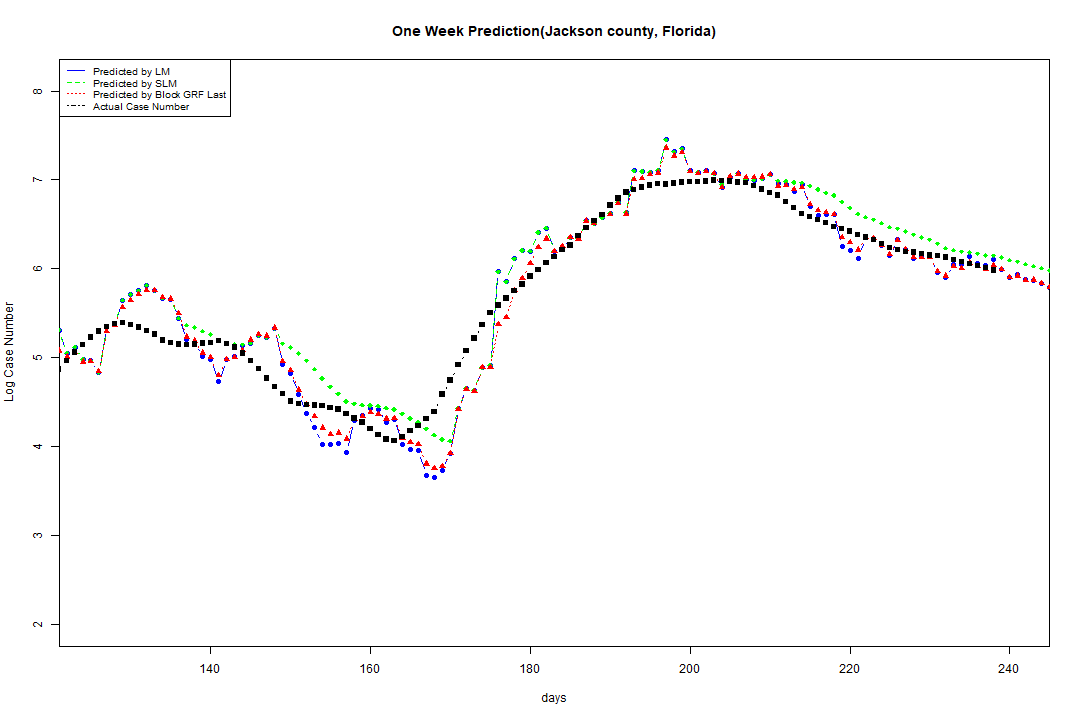 One Week Prediction(Jackson county, Florida)
Predicted by LM
Predicted by SLM
Predicted by Block GRF Last
Actual Case Number
8
7
6
5
4
3
2
Log Case Number
140 160 180 200 220 240
days